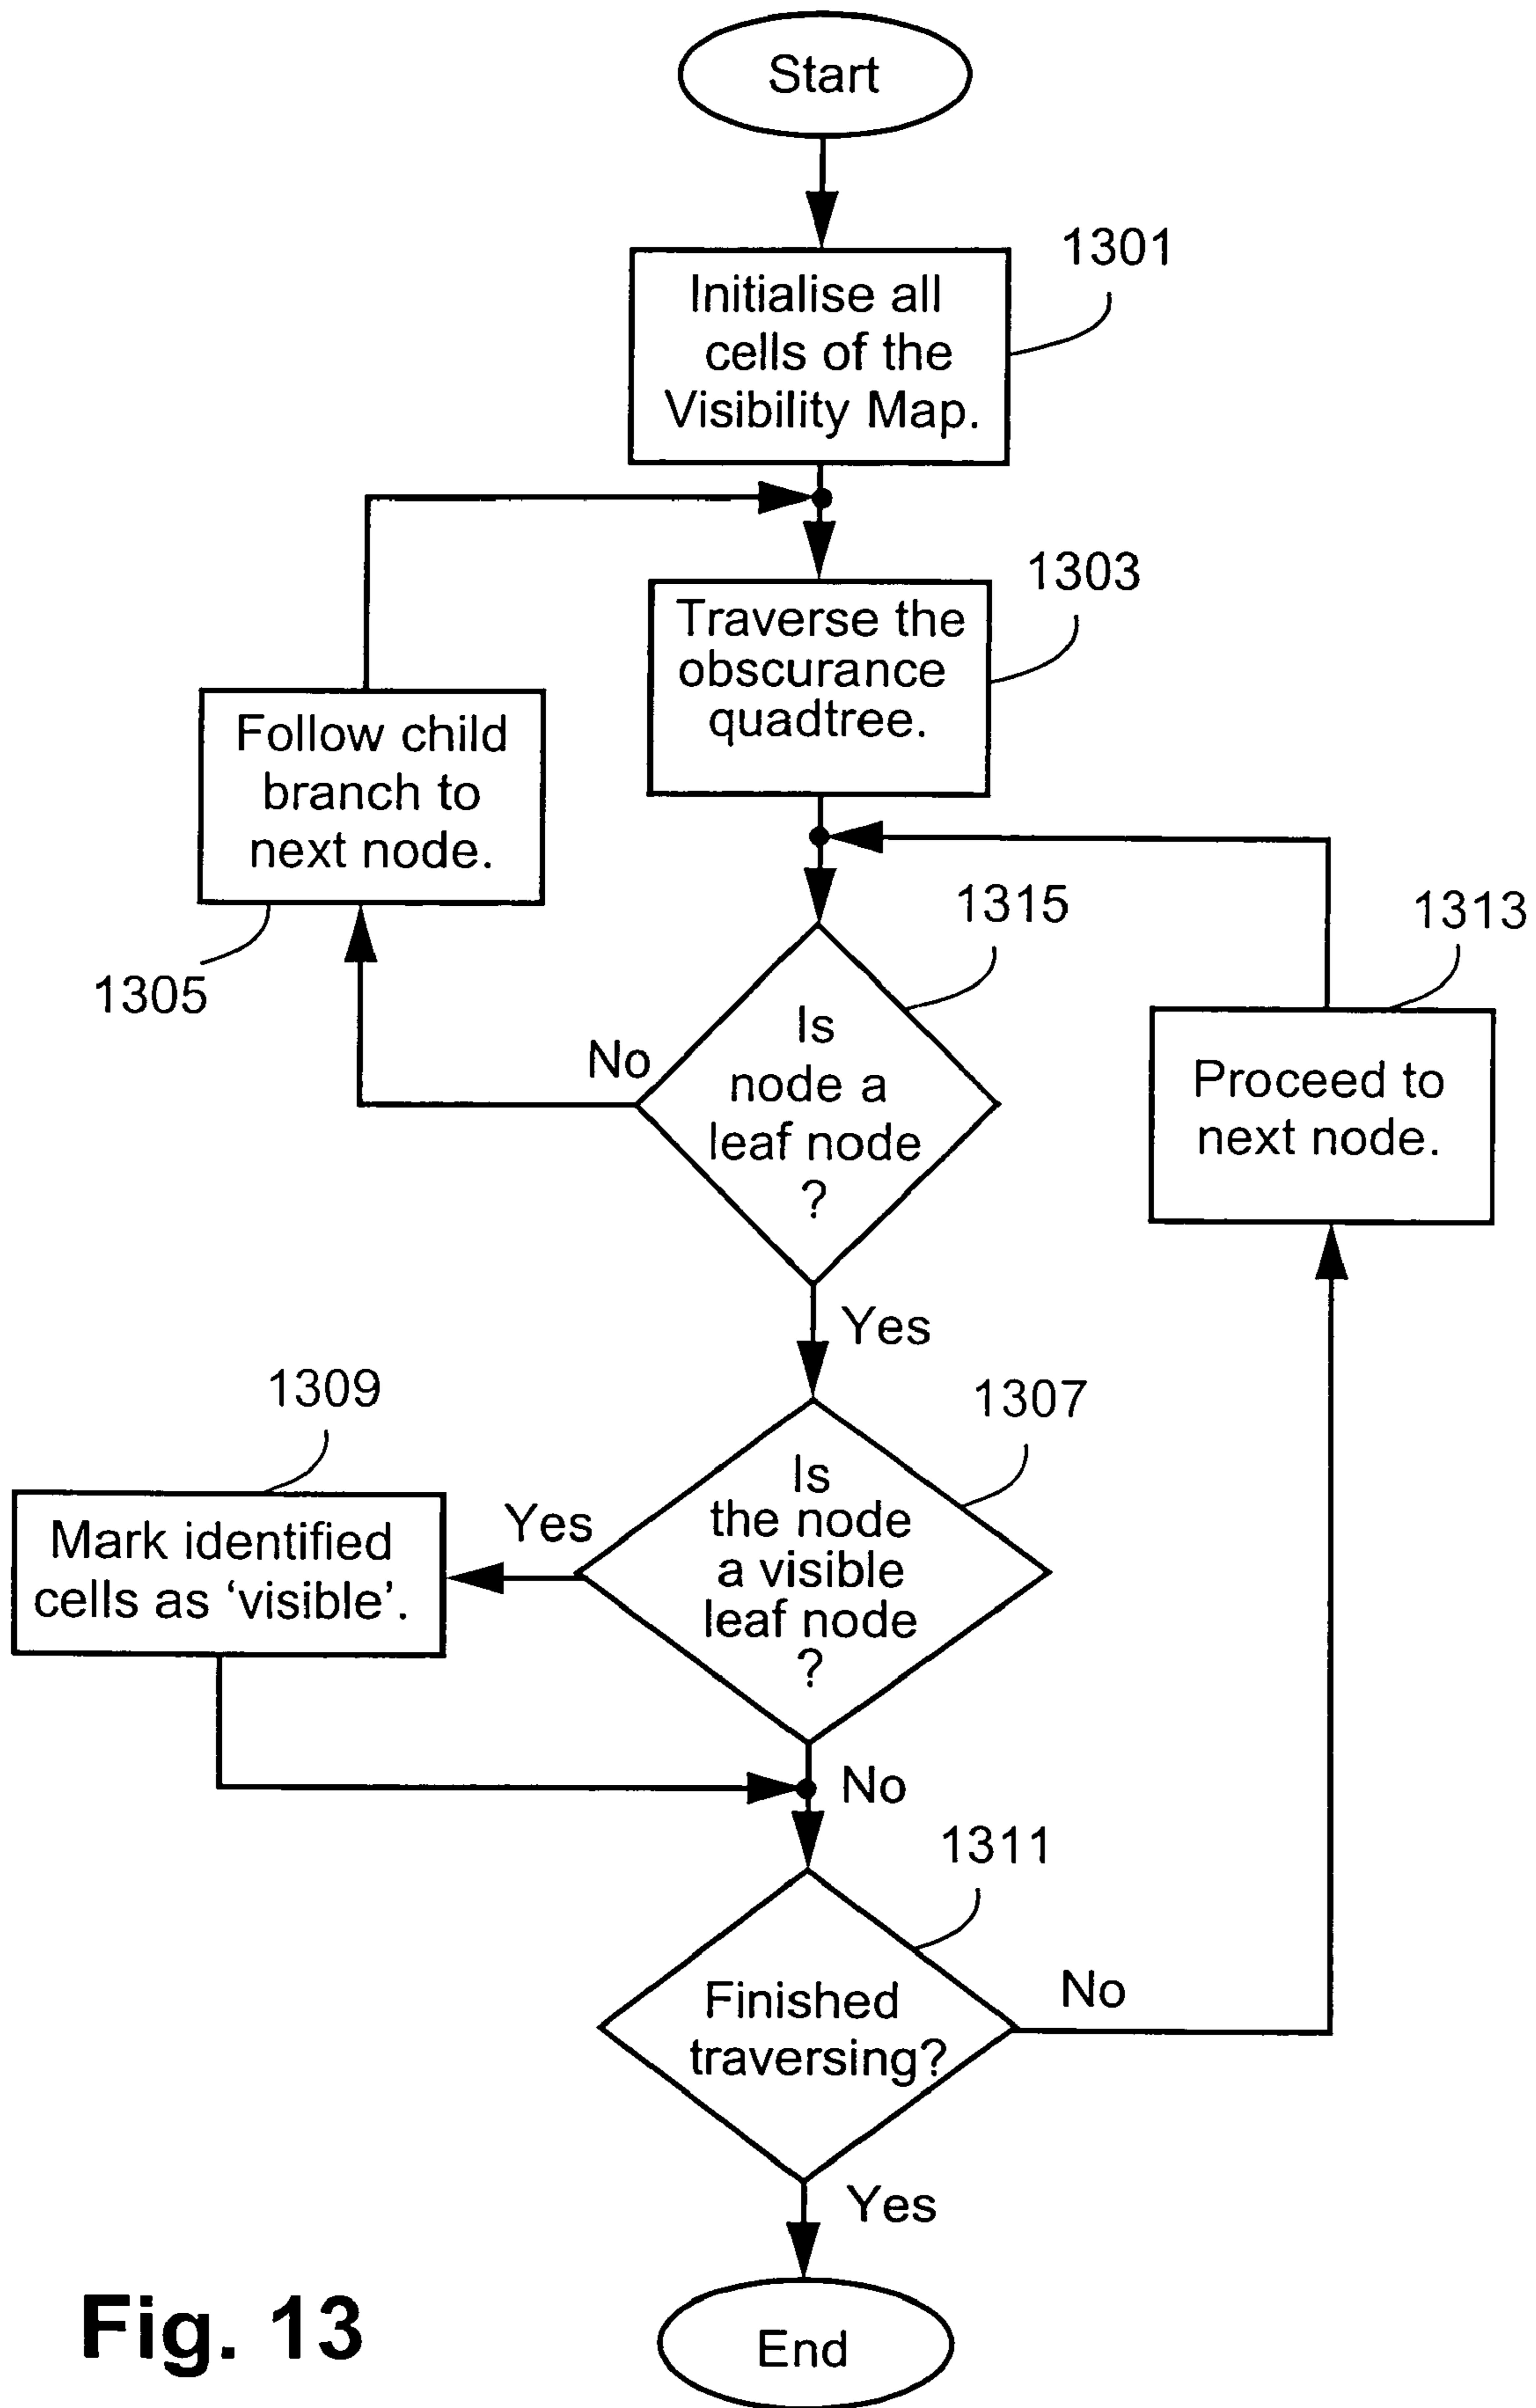 Start
1301
Initialise all
cells of the
Visibility Map.
1303
Traverse the
obscurance
quadtree.
Follow child
branch to
next node.
1305
1315
1313
Is
node a
leaf node
?
No
Proceed to
next node.
Yes
1309
1307
Mark identified
cells as ‘visible’.
Yes
Is
the node
a visible
leaf node
?
No
1311
Finished
traversing?
No
Yes
End
Fig. 13